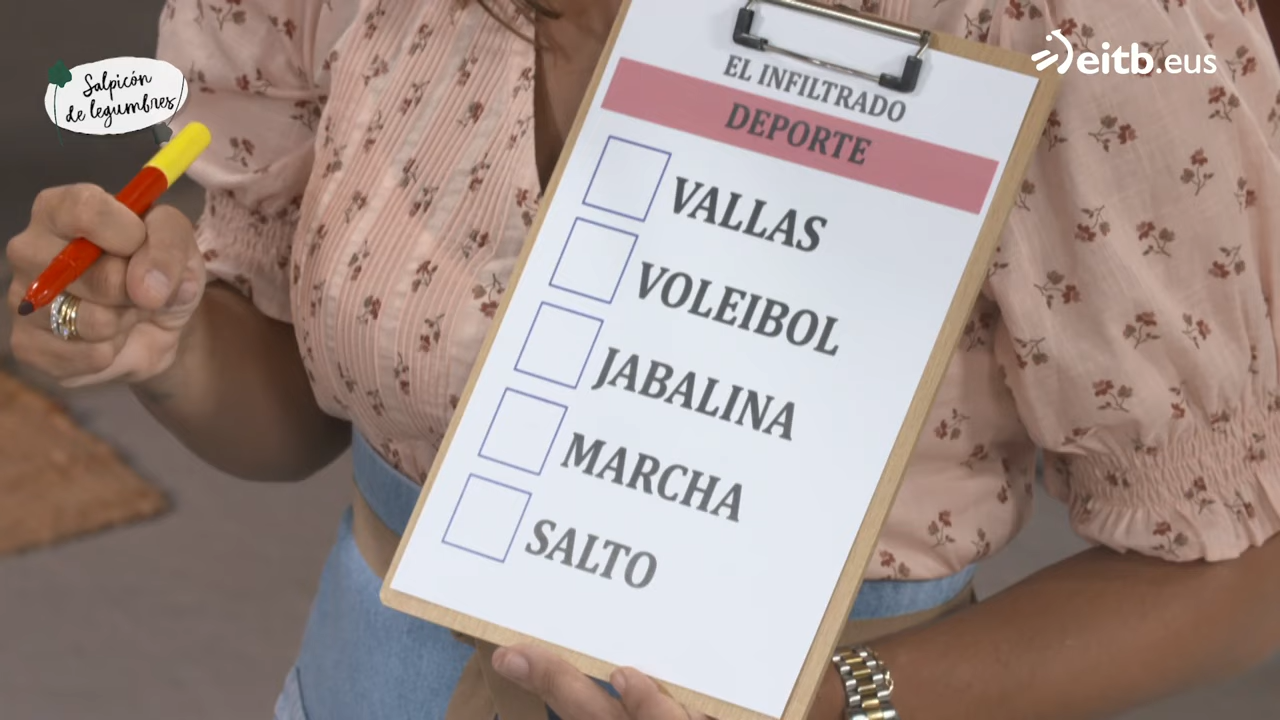 Salpicón
de legumbres
eitb.eus
EL INFILTRADO
DEPORTE
VALLAS
VOLEIBOL
JABALINA
MARCHA
SALTO